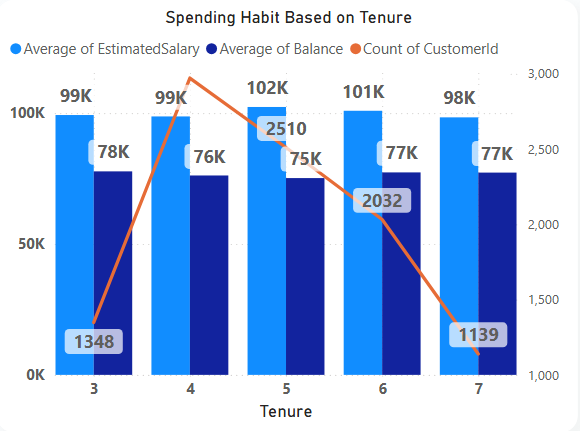 Spending Habit Based on Tenure
Average of EstimatedSalary Average of Balance Count of CustomerId
99K 99K 102K 101K 98K 3,000
100K 78K 76K 2510 75K 77K 77K 2,500
2032 2,000
50K
1348 1139 1,500
0K 1,000
3 4 5 6 7
Tenure